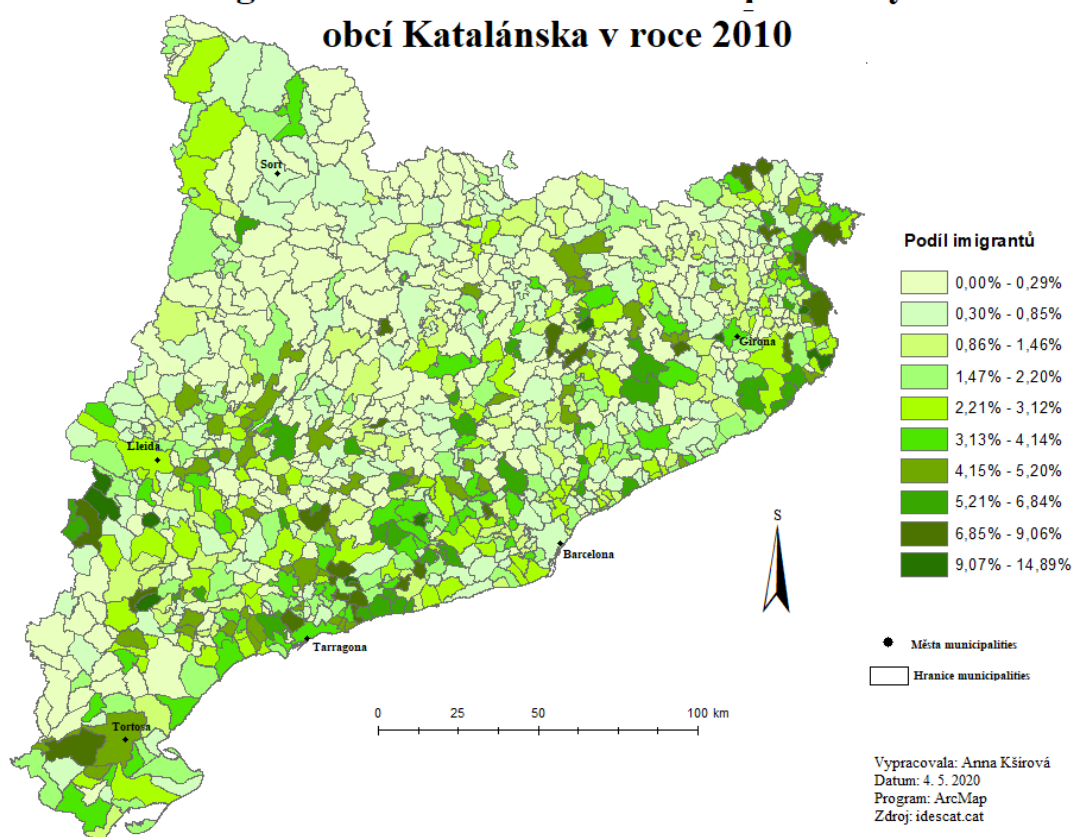 obcí Katalánska v roce 2010
Sort
Girona
Lleida
Barcelona
Tarragona
Tortosa
Podíl imigrantů
0,00% - 0,29%
0,30% - 0,85%
0,86% - 1,46%
1,47% - 2,20%
2,21% - 3,12%
3,13% - 4,14%
4,15% - 5,20%
5,21% - 6,84%
6,85% - 9,06%
9,07% - 14,89%
S
Města municipalities
Hranice municipalities
0 25 50 100 km
Vypracovala: Anna Kšírová
Datum: 4. 5. 2020
Program: ArcMap
Zdroj: idescat.cat